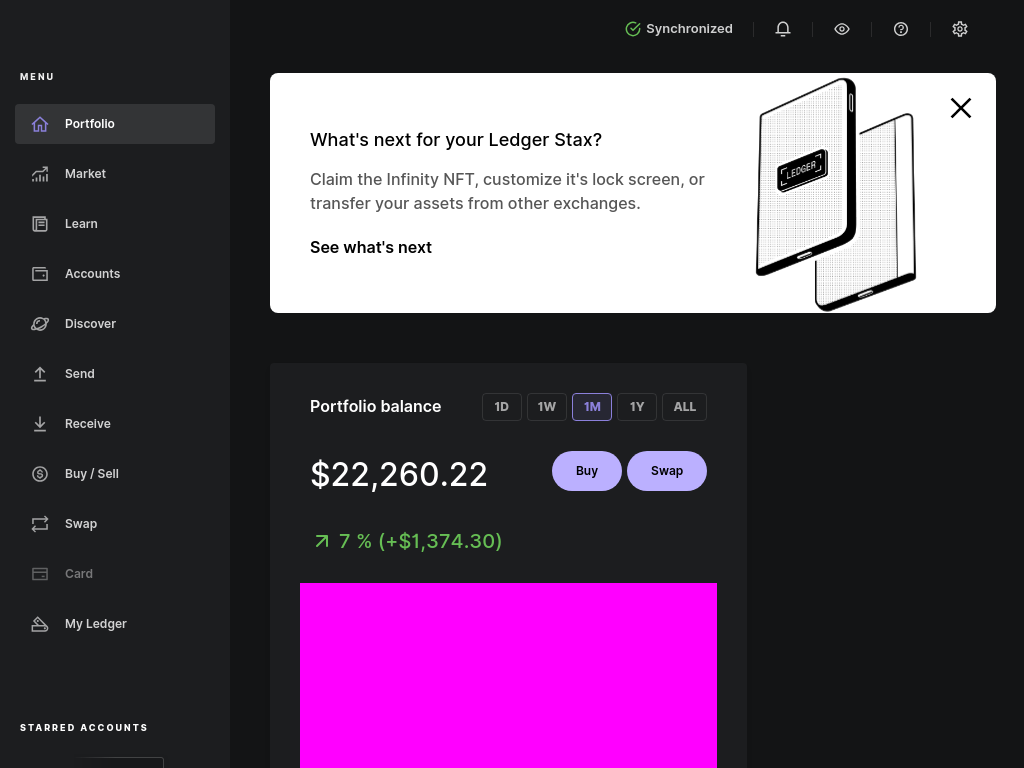 Synchronized
MENU
Portfolio
Market
Learn
Accounts
Discover
Send
Receive
Buy / Sell
Swap
Card
My Ledger
STARRED ACCOUNTS
What's next for your Ledger Stax?
Claim the Infinity NFT, customize it's lock screen, or
transfer your assets from other exchanges.
See what's next
LEDGER
Portfolio balance
1D 1W 1M 1Y ALL
$22,260.22
Buy Swap
7 % (+$1,374.30)